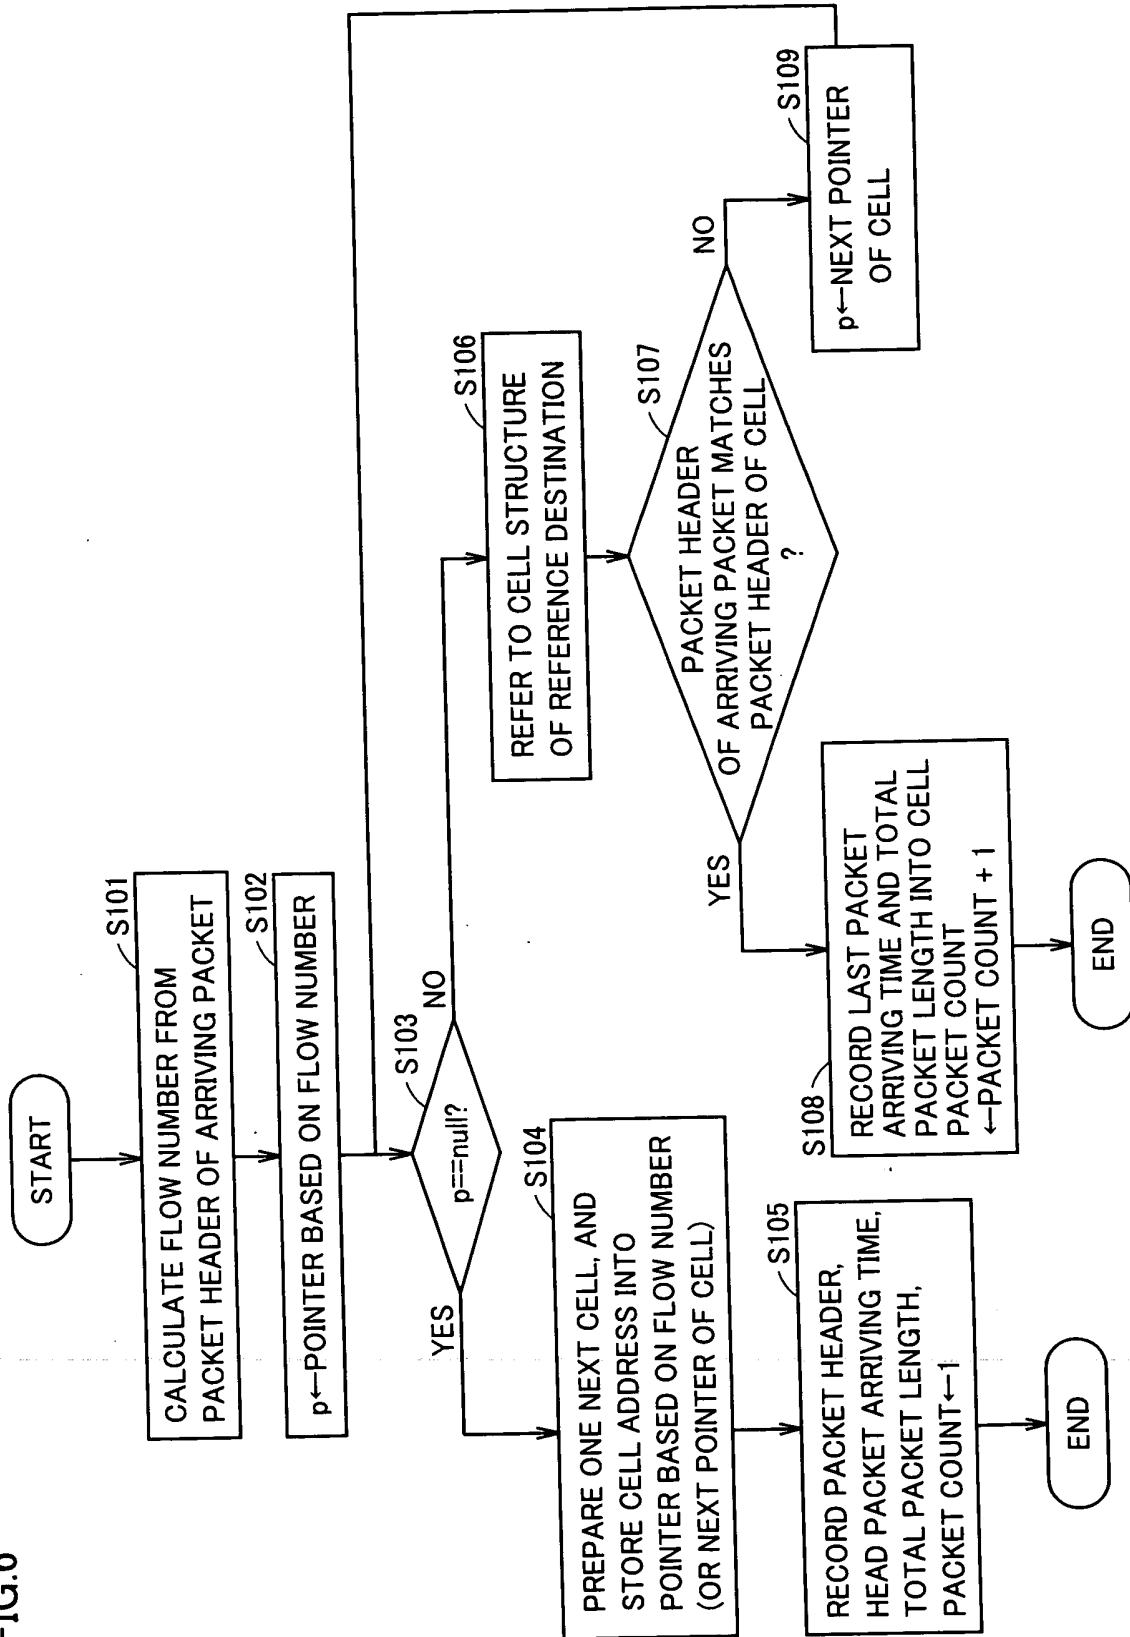 FIG.6
START
S101
CALCULATE FLOW NUMBER FROM
PACKET HEADER OF ARRIVING PACKET
S102
p←POINTER BASED ON FLOW NUMBER
S103
p==null?
YES
NO
S104
PREPARE ONE NEXT CELL, AND
STORE CELL ADDRESS INTO
POINTER BASED ON FLOW NUMBER
(OR NEXT POINTER OF CELL)
S105
RECORD PACKET HEADER,
HEAD PACKET ARRIVING TIME,
TOTAL PACKET LENGTH,
PACKET COUNT←1
END
S106
REFER TO CELL STRUCTURE
OF REFERENCE DESTINATION
S107
PACKET HEADER
OF ARRIVING PACKET MATCHES
PACKET HEADER OF CELL
?
YES
NO
S108
RECORD LAST PACKET
ARRIVING TIME AND TOTAL
PACKET LENGTH INTO CELL
PACKET COUNT
←PACKET COUNT + 1
END
S109
p←NEXT POINTER
OF CELL